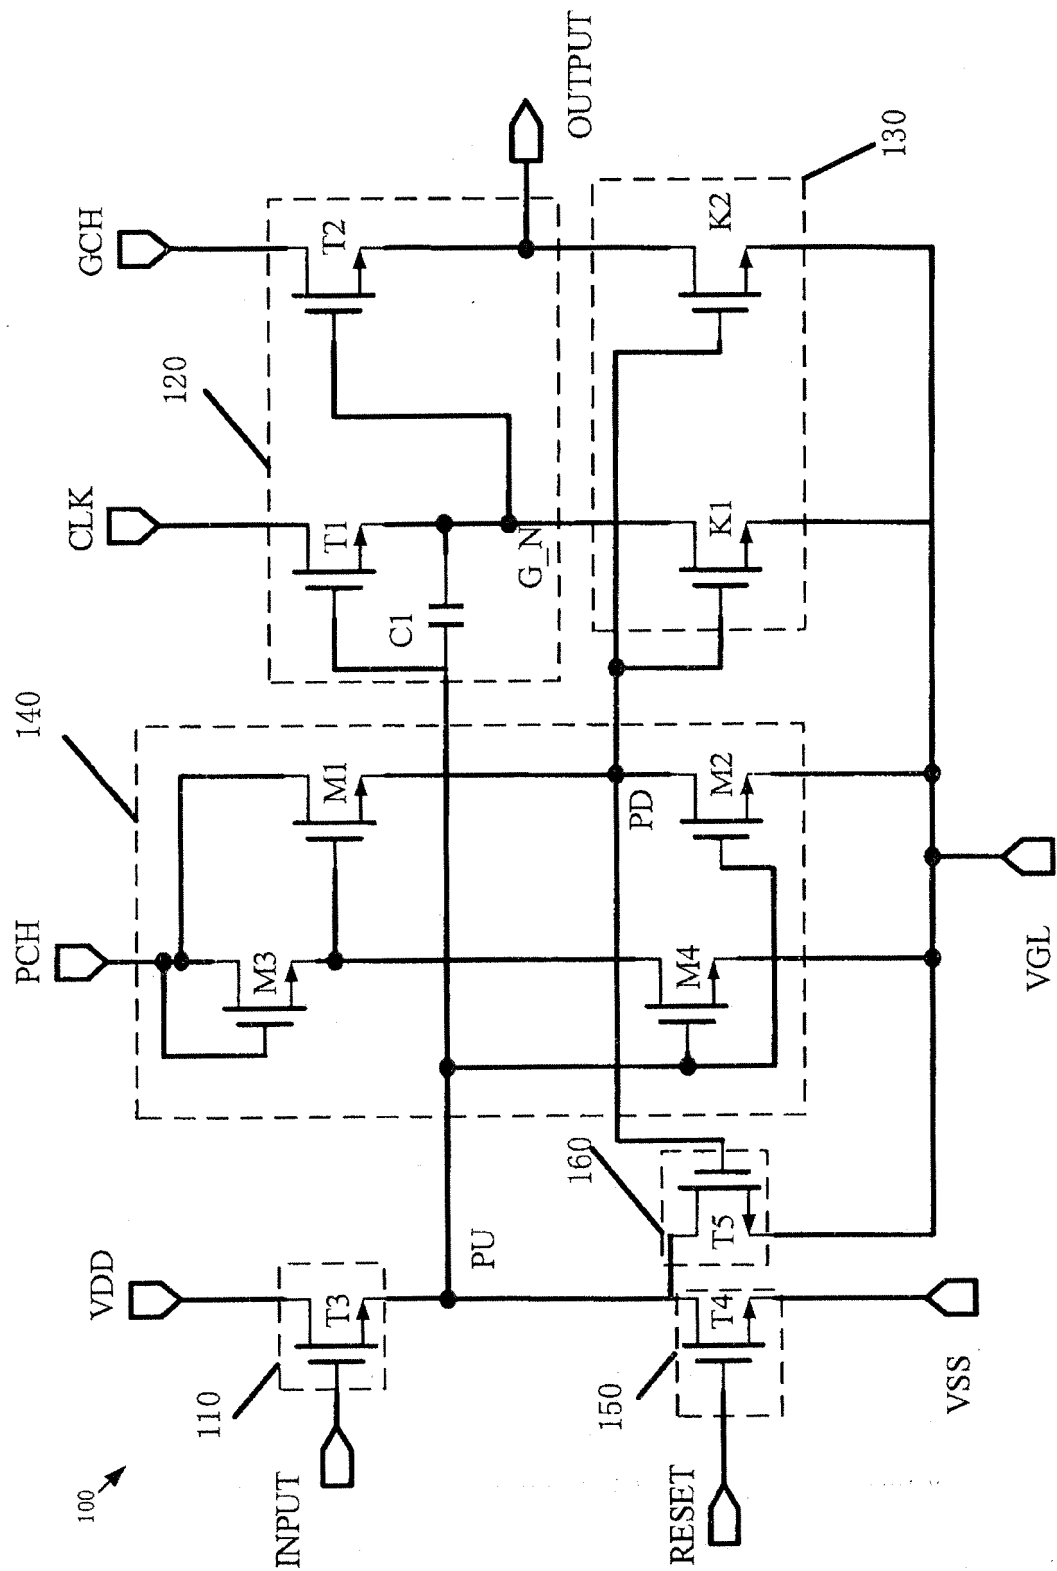 100
INPUT
110
VDD
T3
RESET
150
T4
VSS
PU
160
T5
140
PCH
M3
M1
M4
PD
M2
VGL
120
CLK
T1
C1
G_N
GCH
T2
OUTPUT
K1
K2
130